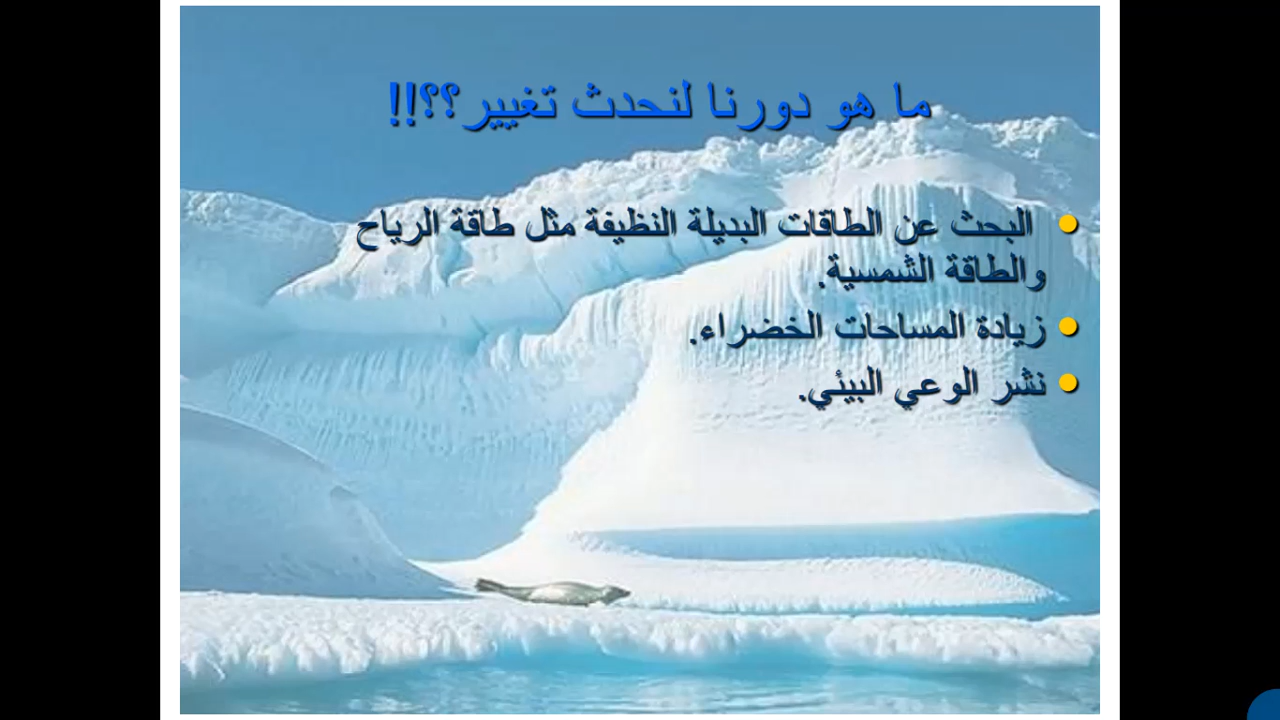 ما هو دورنا لنحدث تغيير؟؟!!
البحث عن الطاقات البديلة النظيفة مثل طاقة الرياح
والطاقة الشمسية.
زيادة المساحات الخضراء.
نشر الوعي البيئي.